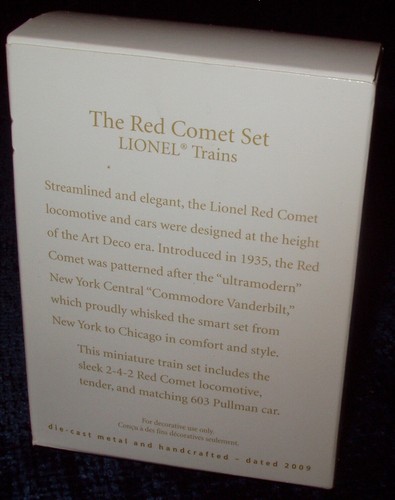 The Red Comet Set
LIONEL® Trains
Streamlined and elegant, the Lionel Red Comet
locomotive and cars were designed at the height
of the Art Deco era. Introduced in 1935, the Red
Comet was patterned after the “ultramodern”
New York Central “Commodore Vanderbilt,”
which proudly whisked the smart set from
New York to Chicago in comfort and style.
This miniature train set includes the
sleek 2-4-2 Red Comet locomotive,
tender, and matching 603 Pullman car.
For decorative use only.
Conçu à des fins décoratives seulement.
die-cast metal and handcrafted – dated 2009